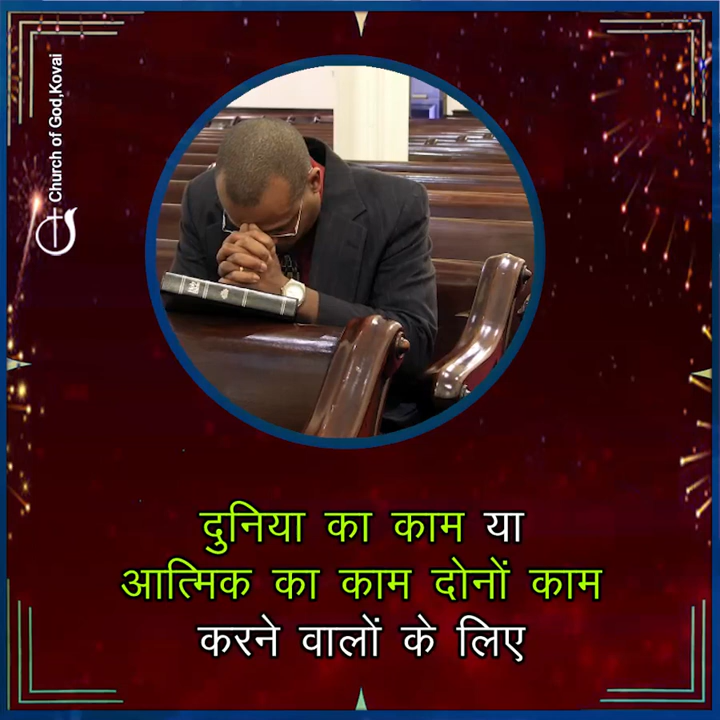 Church of God,Kovai
दुनिया का काम या
आत्मिक का काम दोनों काम
करने वालों के लिए